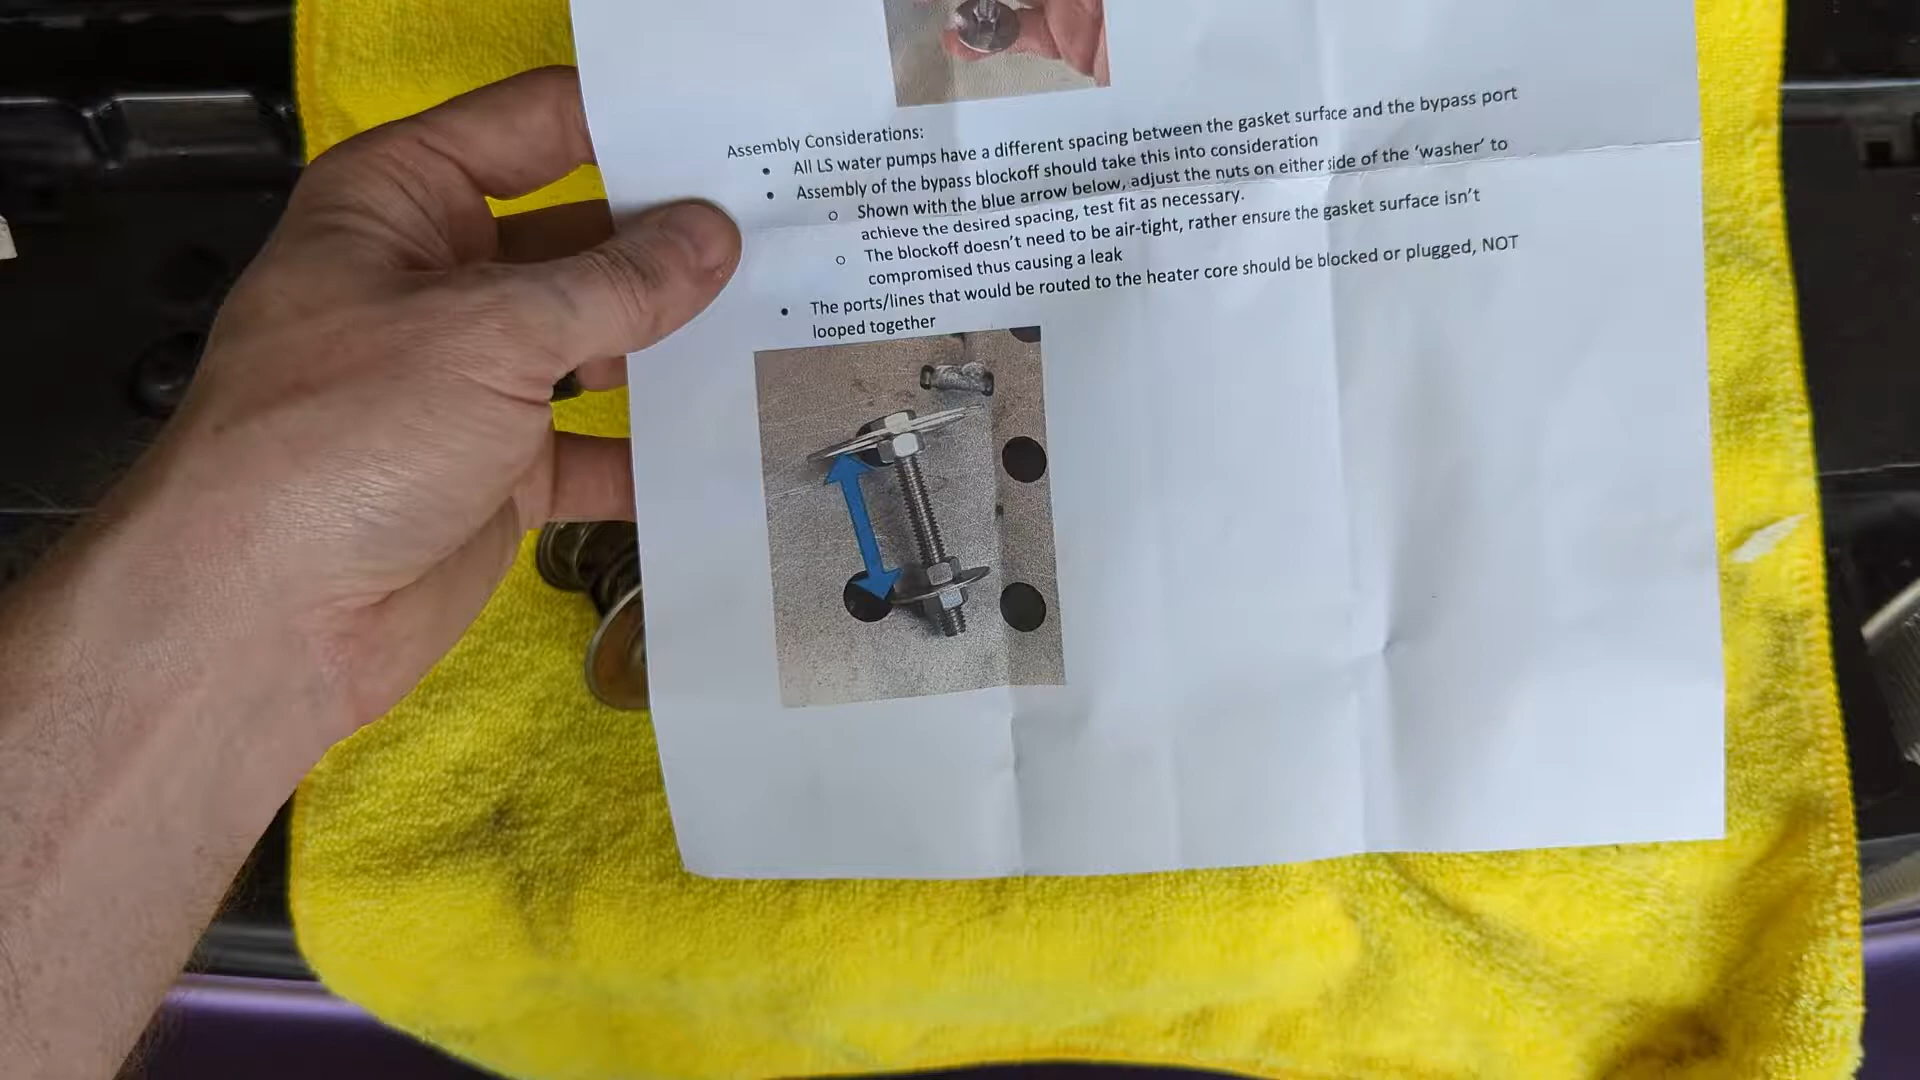 Assembly Considerations:
• All LS water pumps have a different spacing between the gasket surface and the bypass port
• Assembly of the bypass blockoff should take this into consideration
o Shown with the blue arrow below, adjust the nuts on either side of the 'washer' to
achieve the desired spacing, test fit as necessary.
o The blockoff doesn't need to be air-tight, rather ensure the gasket surface isn't
compromised thus causing a leak
• The ports/lines that would be routed to the heater core should be blocked or plugged, NOT
looped together